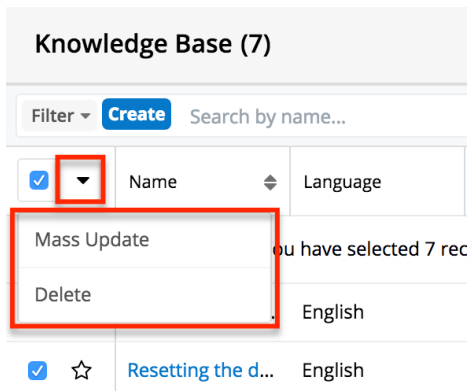 Knowledge Base (7)
Filter Create Search by name...
Name Language
Mass Update
you have selected 7 rec
Delete
English
Resetting the d... English